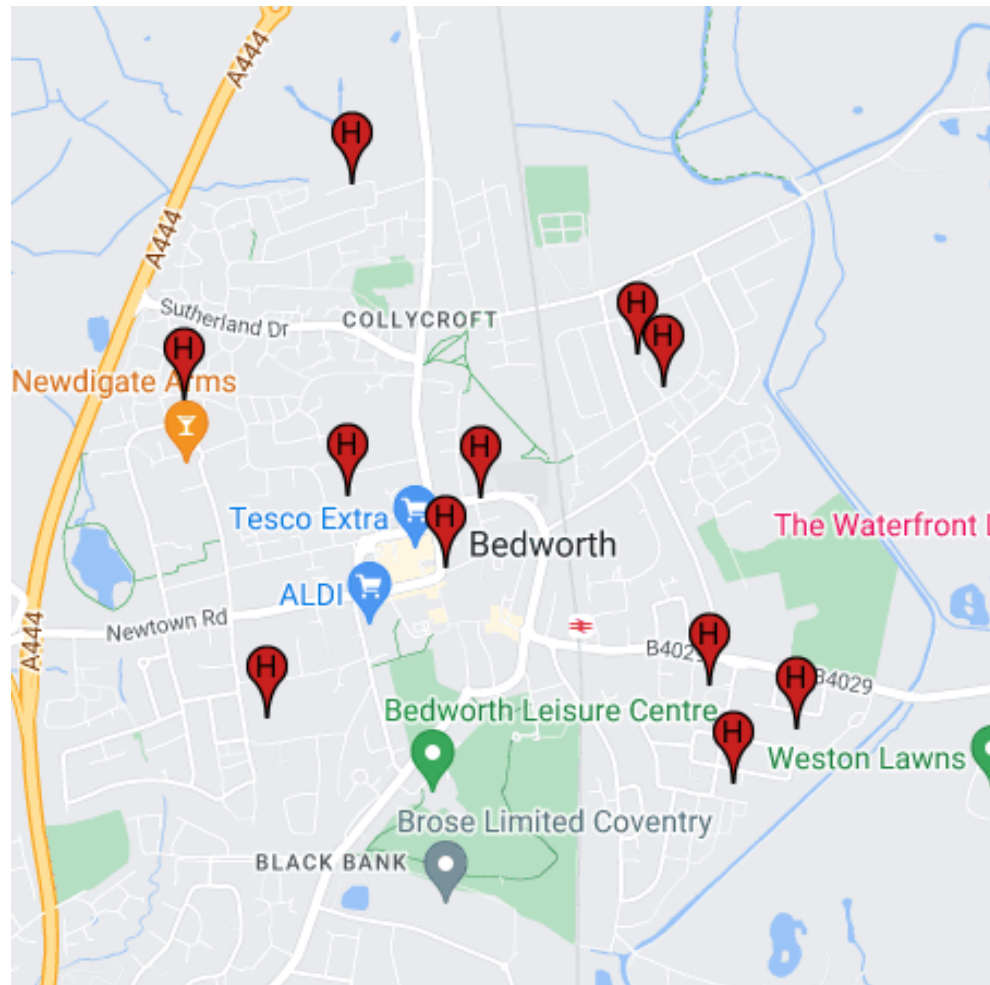 A444
H
A444
Sutherland Dr
COLLYCROFT
H
H
H
Newdigate Arms
H
H
Tesco Extra
H
Bedworth
The Waterfront
ALDI
Newtown Rd
A444
H
H
B4029
H
B4029
Bedworth Leisure Centre
H
Weston Lawns
Brose Limited Coventry
BLACK BANK